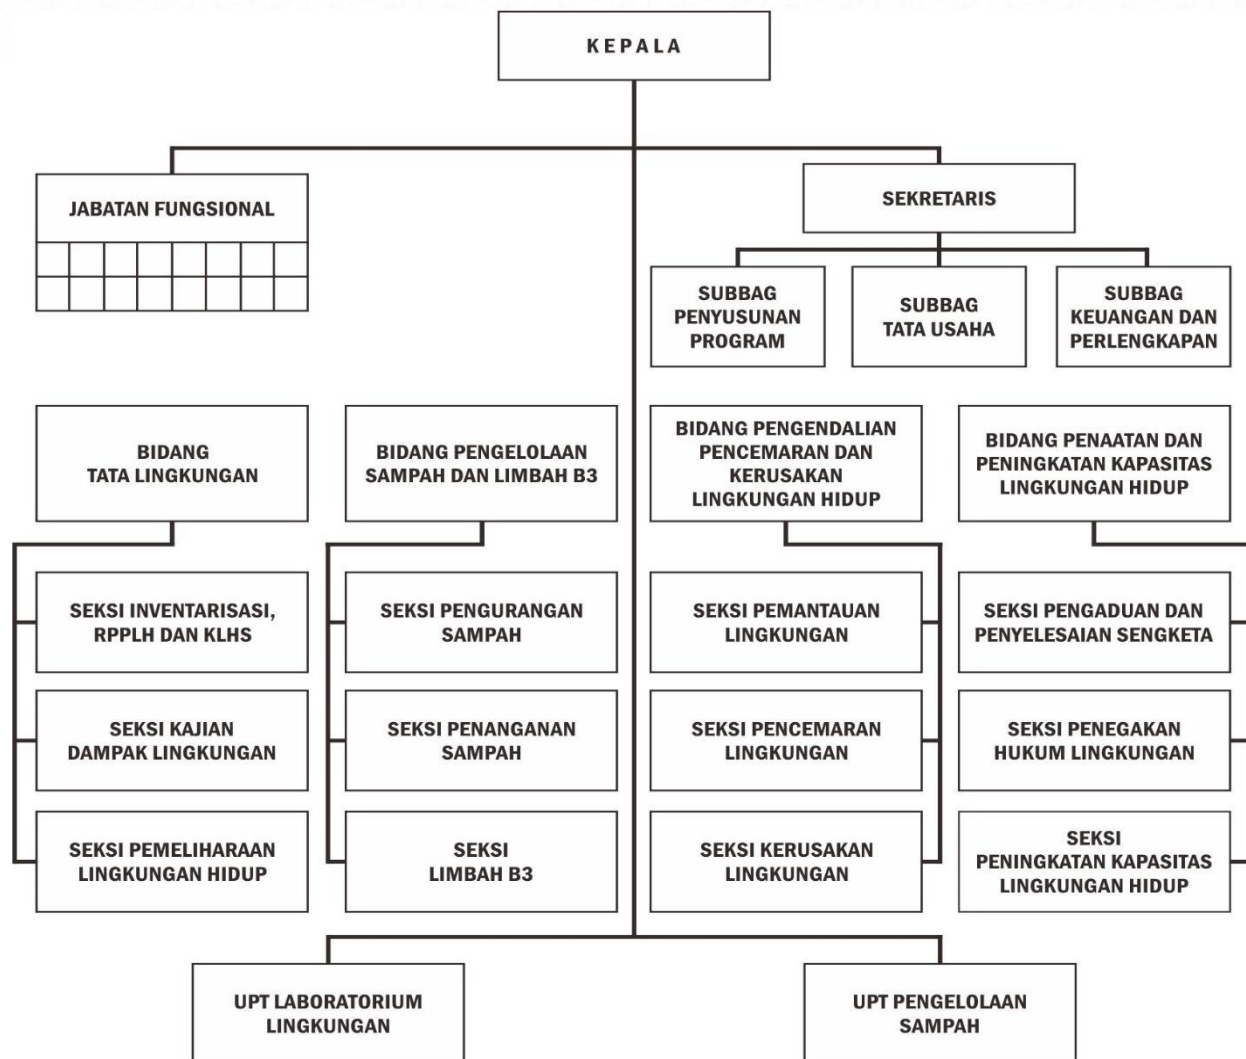 KEPALA
JABATAN FUNGSIONAL
SEKRETARIS
SUBBAG
PENYUSUNAN
PROGRAM
SUBBAG
TATA USAHA
SUBBAG
KEUANGAN DAN
PERLENGKAPAN
BIDANG
TATA LINGKUNGAN
BIDANG PENGELOLAAN
SAMPAH DAN LIMBAH B3
BIDANG PENGENDALIAN
PENCEMARAN DAN
KERUSAKAN
LINGKUNGAN HIDUP
BIDANG PENAATAN DAN
PENINGKATAN KAPASITAS
LINGKUNGAN HIDUP
SEKSI INVENTARISASI,
RPPLH DAN KLHS
SEKSI PENGURANGAN
SAMPAH
SEKSI PEMANTAUAN
LINGKUNGAN
SEKSI PENGADUAN DAN
PENYELESAIAN SENGKETA
SEKSI KAJIAN
DAMPAK LINGKUNGAN
SEKSI PENANGANAN
SAMPAH
SEKSI PENCEMARAN
LINGKUNGAN
SEKSI PENEGAKAN
HUKUM LINGKUNGAN
SEKSI PEMELIHARAAN
LINGKUNGAN HIDUP
SEKSI
LIMBAH B3
SEKSI KERUSAKAN
LINGKUNGAN
SEKSI
PENINGKATAN KAPASITAS
LINGKUNGAN HIDUP
UPT LABORATORIUM
LINGKUNGAN
UPT PENGELOLAAN
SAMPAH